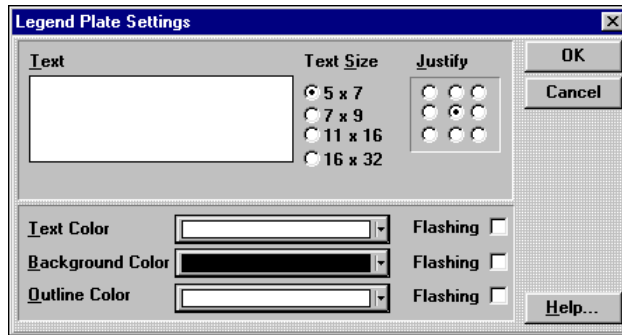 Legend Plate Settings
Text
Text Size
Justify
OK
Cancel
5 x 7
7 x 9
11 x 16
16 x 32
Text Color
Flashing
Background Color
Flashing
Outline Color
Flashing
Help...